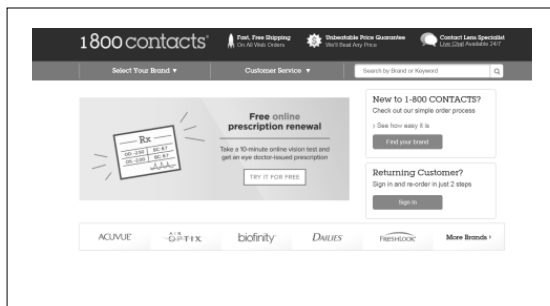 1800 contacts
Fast, Free Shipping
On All Web Orders
Unbeatable Price Guarantee
We'll Beat Any Price
Contact Lens Specialist
Live Chat Available 24/7
Select Your Brand ▼
Customer Service ▼
Search by Brand or Keyword
Rx
Free online
prescription renewal
Take a 10-minute online vision test and
get an eye doctor-issued prescription
TRY IT FOR FREE
New to 1-800 CONTACTS?
Check out our simple order process
› See how easy it is
Find your brand
Returning Customer?
Sign in and re-order in just 2 steps
Sign In
ACUVUE
AIR OPTIX
biofinity
DAILIES
FRESHLOOK
More Brands ›